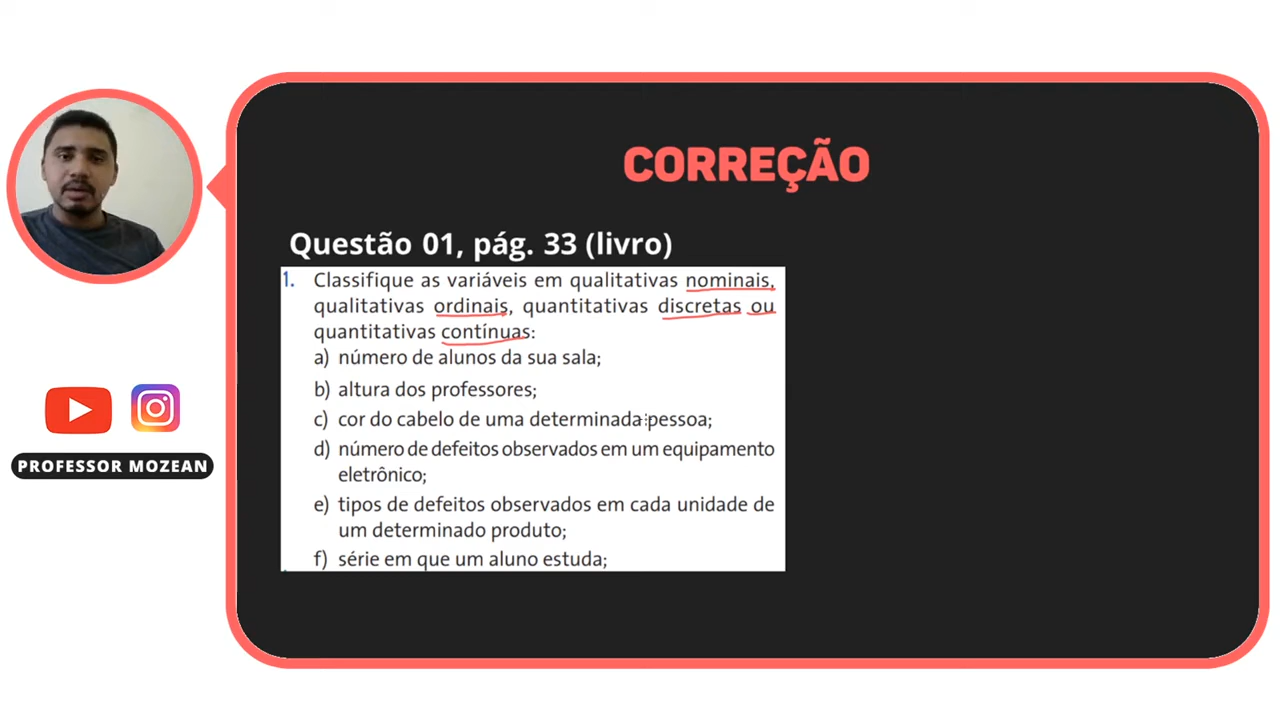 CORREÇÃO
Questão 01, pág. 33 (livro)
1. Classifique as variáveis em qualitativas nominais,
qualitativas ordinais, quantitativas discretas ou
quantitativas contínuas:
a) número de alunos da sua sala;
b) altura dos professores;
c) cor do cabelo de uma determinada pessoa;
d) número de defeitos observados em um equipamento
eletrônico;
e) tipos de defeitos observados em cada unidade de
um determinado produto;
f) série em que um aluno estuda;
PROFESSOR MOZEAN